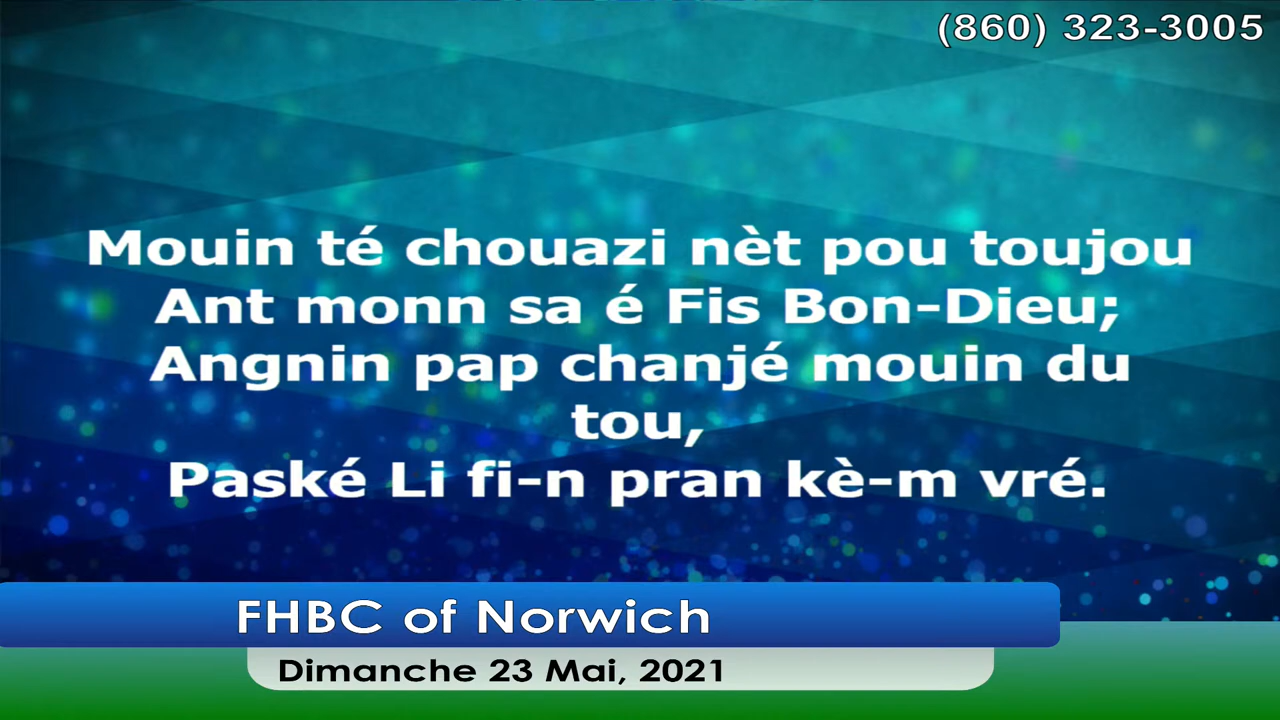 (860) 323-3005
Mouin té chouazi nèt pou toujou
Ant monn sa é Fis Bon-Dieu;
Angnin pap chanjé mouin du
tou,
Paské Li fi-n pran kè-m vré.
FHBC of Norwich
Dimanche 23 Mai, 2021